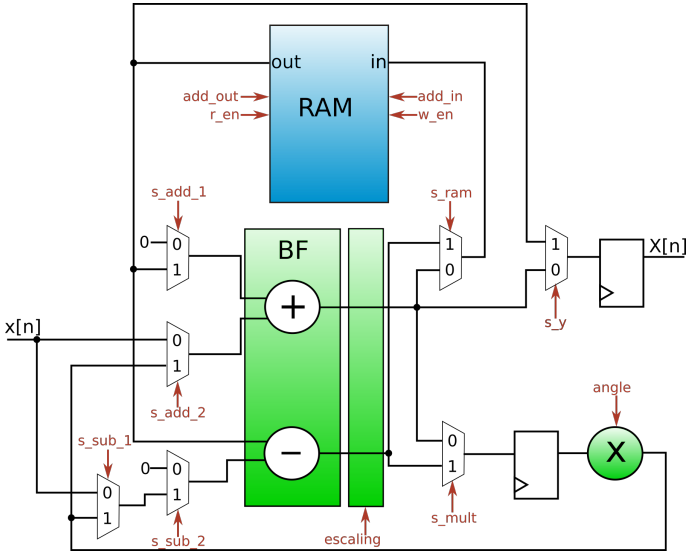 out
in
add_out
add_in
RAM
r_en
w_en
s_add_1
s_ram
0
0
1
1
X[n]
1
BF
0
0
+
x[n]
s_y
0
1
angle
s_add_2
s_sub_1
0
–
x
0
0
1
1
0
1
s_mult
s_sub_2
escaling